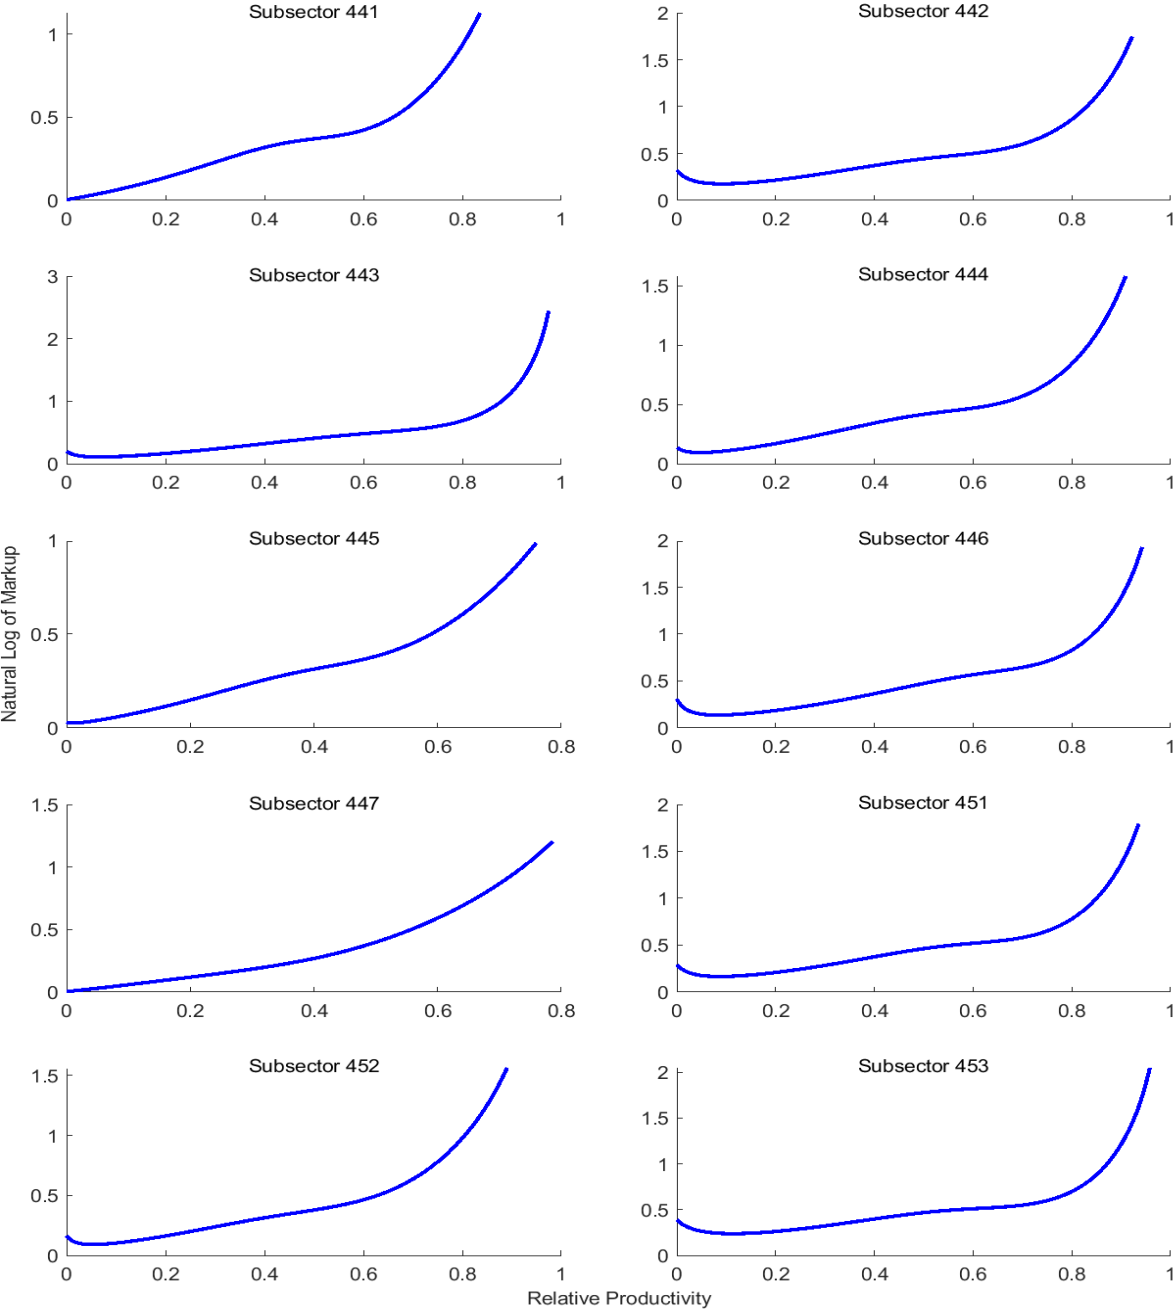 Subsector 441
1
0.5
0
0 0.2 0.4 0.6 0.8 1
Subsector 442
2
1.5
1
0.5
0
0 0.2 0.4 0.6 0.8 1
Subsector 443
3
2
1
0
0 0.2 0.4 0.6 0.8 1
Subsector 444
1.5
1
0.5
0
0 0.2 0.4 0.6 0.8 1
Natural Log of Markup
Subsector 445
1
0.5
0
0 0.2 0.4 0.6 0.8
Subsector 446
2
1.5
1
0.5
0
0 0.2 0.4 0.6 0.8 1
Subsector 447
1.5
1
0.5
0
0 0.2 0.4 0.6 0.8
Subsector 451
2
1.5
1
0.5
0
0 0.2 0.4 0.6 0.8 1
Subsector 452
1.5
1
0.5
0
0 0.2 0.4 0.6 0.8 1
Subsector 453
2
1.5
1
0.5
0
0 0.2 0.4 0.6 0.8 1
Relative Productivity